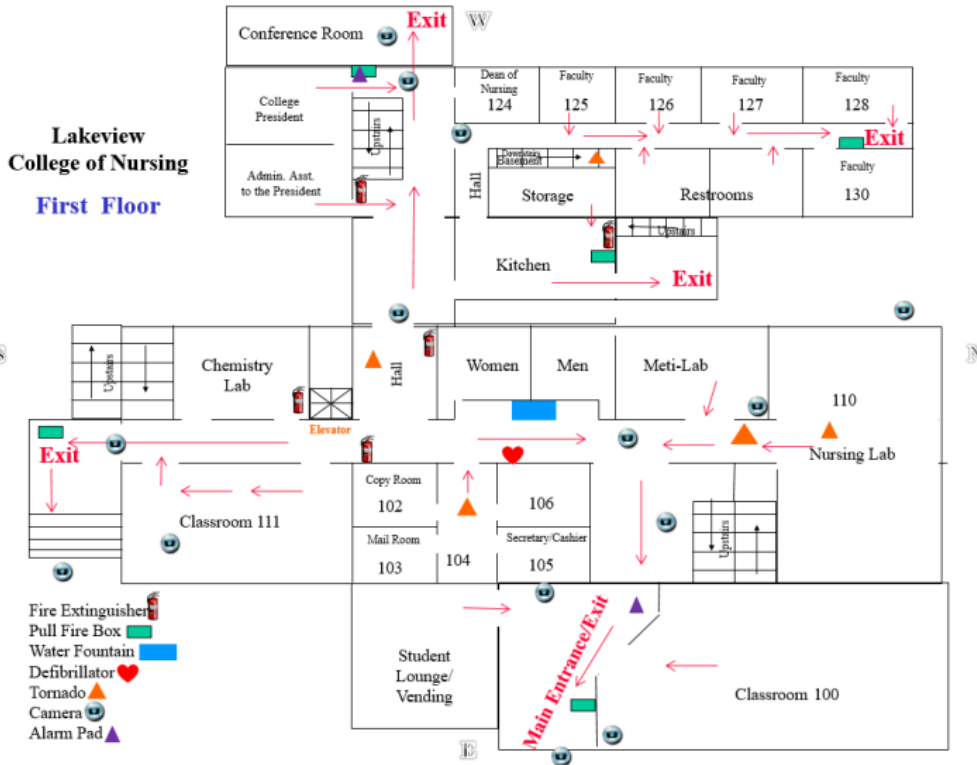 Exit
W
Conference Room
Lakeview
College of Nursing
First Floor
College
President
Upstairs
Admin. Asst.
to the President
Dean of
Nursing
124
Faculty
125
Faculty
126
Faculty
127
Faculty
128
Exit
Hall
Downstairs
Basement
Storage
Restrooms
Faculty
130
Upstairs
Kitchen
Exit
S
N
Upstairs
Chemistry
Lab
Elevator
Hall
Women
Men
Meti-Lab
110
Nursing Lab
Exit
Classroom 111
Copy Room
102
Mail Room
103
104
106
Secretary/Cashier
105
Upstairs
Main Entrance/Exit
Student
Lounge/
Vending
Classroom 100
E
Fire Extinguisher
Pull Fire Box
Water Fountain
Defibrillator
Tornado
Camera
Alarm Pad